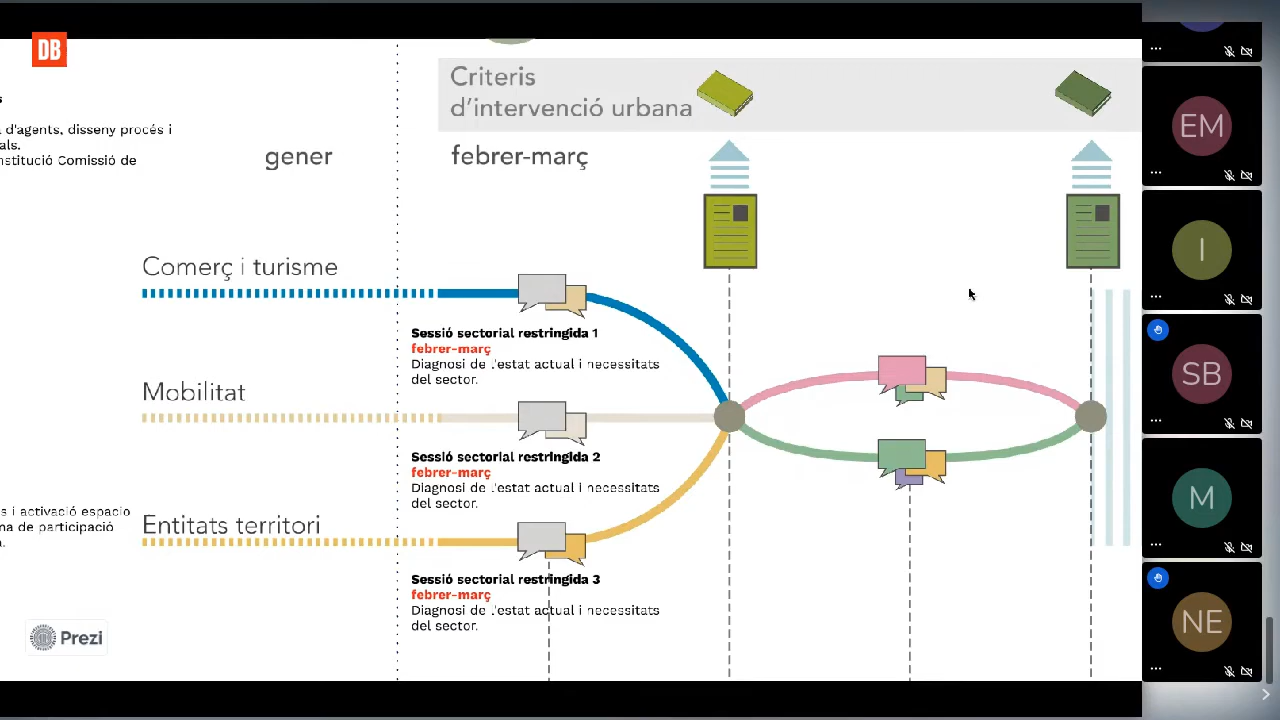 DB
s
a d'agents, disseny procés i
als.
nstitució Comissió de
gener
Criteris
d'intervenció urbana
febrer-març
Comerç i turisme
Sessió sectorial restringida 1
febrer-març
Diagnosi de l'estat actual i necessitats
del sector.
Mobilitat
Sessió sectorial restringida 2
febrer-març
Diagnosi de l'estat actual i necessitats
del sector.
s i activació espacio
na de participació
a.
Entitats territori
Sessió sectorial restringida 3
febrer-març
Diagnosi de l'estat actual i necessitats
del sector.
Prezi
EM
I
SB
M
NE